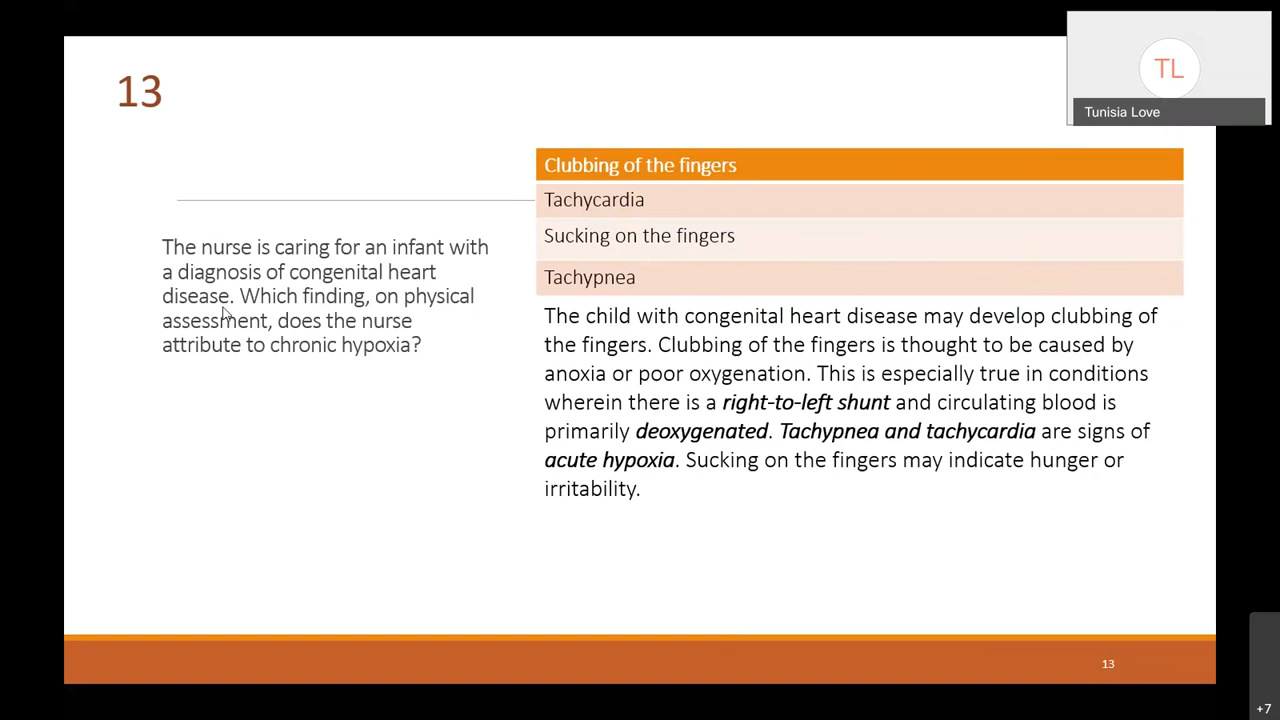 13
TL
Tunisia Love
The nurse is caring for an infant with
a diagnosis of congenital heart
disease. Which finding, on physical
assessment, does the nurse
attribute to chronic hypoxia?
Clubbing of the fingers
Tachycardia
Sucking on the fingers
Tachypnea
The child with congenital heart disease may develop clubbing of
the fingers. Clubbing of the fingers is thought to be caused by
anoxia or poor oxygenation. This is especially true in conditions
wherein there is a right-to-left shunt and circulating blood is
primarily deoxygenated. Tachypnea and tachycardia are signs of
acute hypoxia. Sucking on the fingers may indicate hunger or
irritability.
13
+7